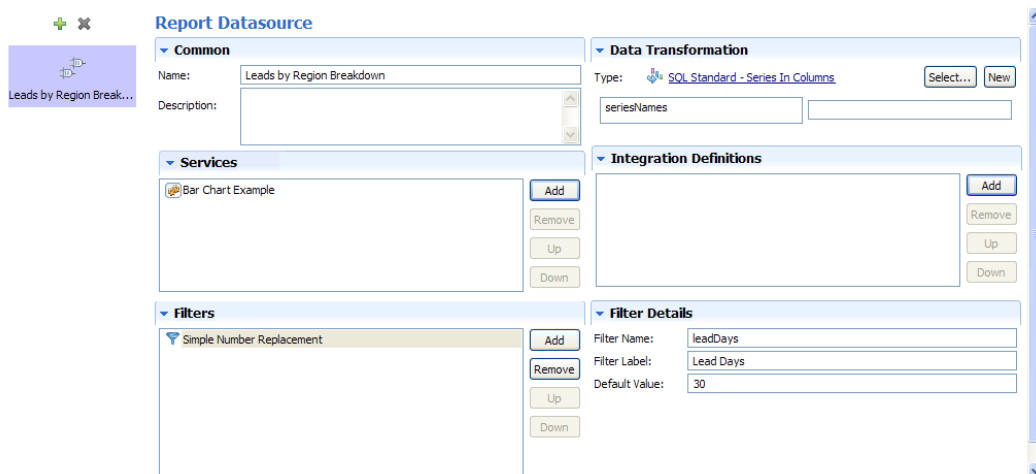 Report Datasource
Leads by Region Break...
Common
Name: Leads by Region Breakdown
Description:
Data Transformation
Type: SQL Standard - Series In Columns Select... New
seriesNames
Services
Bar Chart Example
Add
Remove
Up
Down
Integration Definitions
Add
Remove
Up
Down
Filters
Simple Number Replacement
Add
Remove
Up
Down
Filter Details
Filter Name: leadDays
Filter Label: Lead Days
Default Value: 30